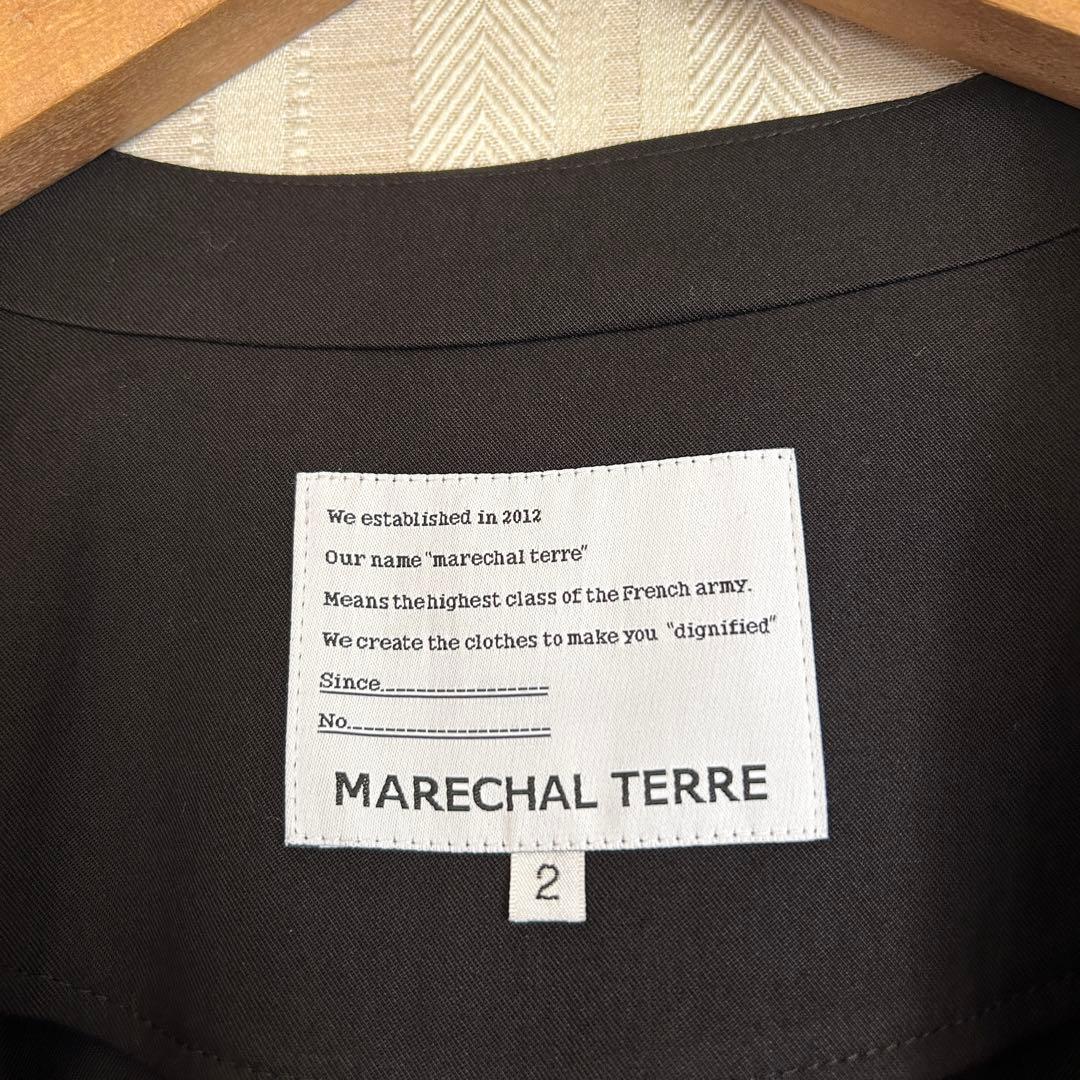 We established in 2012
Our name "marechal terre"
Means the highest class of the French army.
We create the clothes to make you "dignified"
Since
No.
MARECHAL TERRE
2